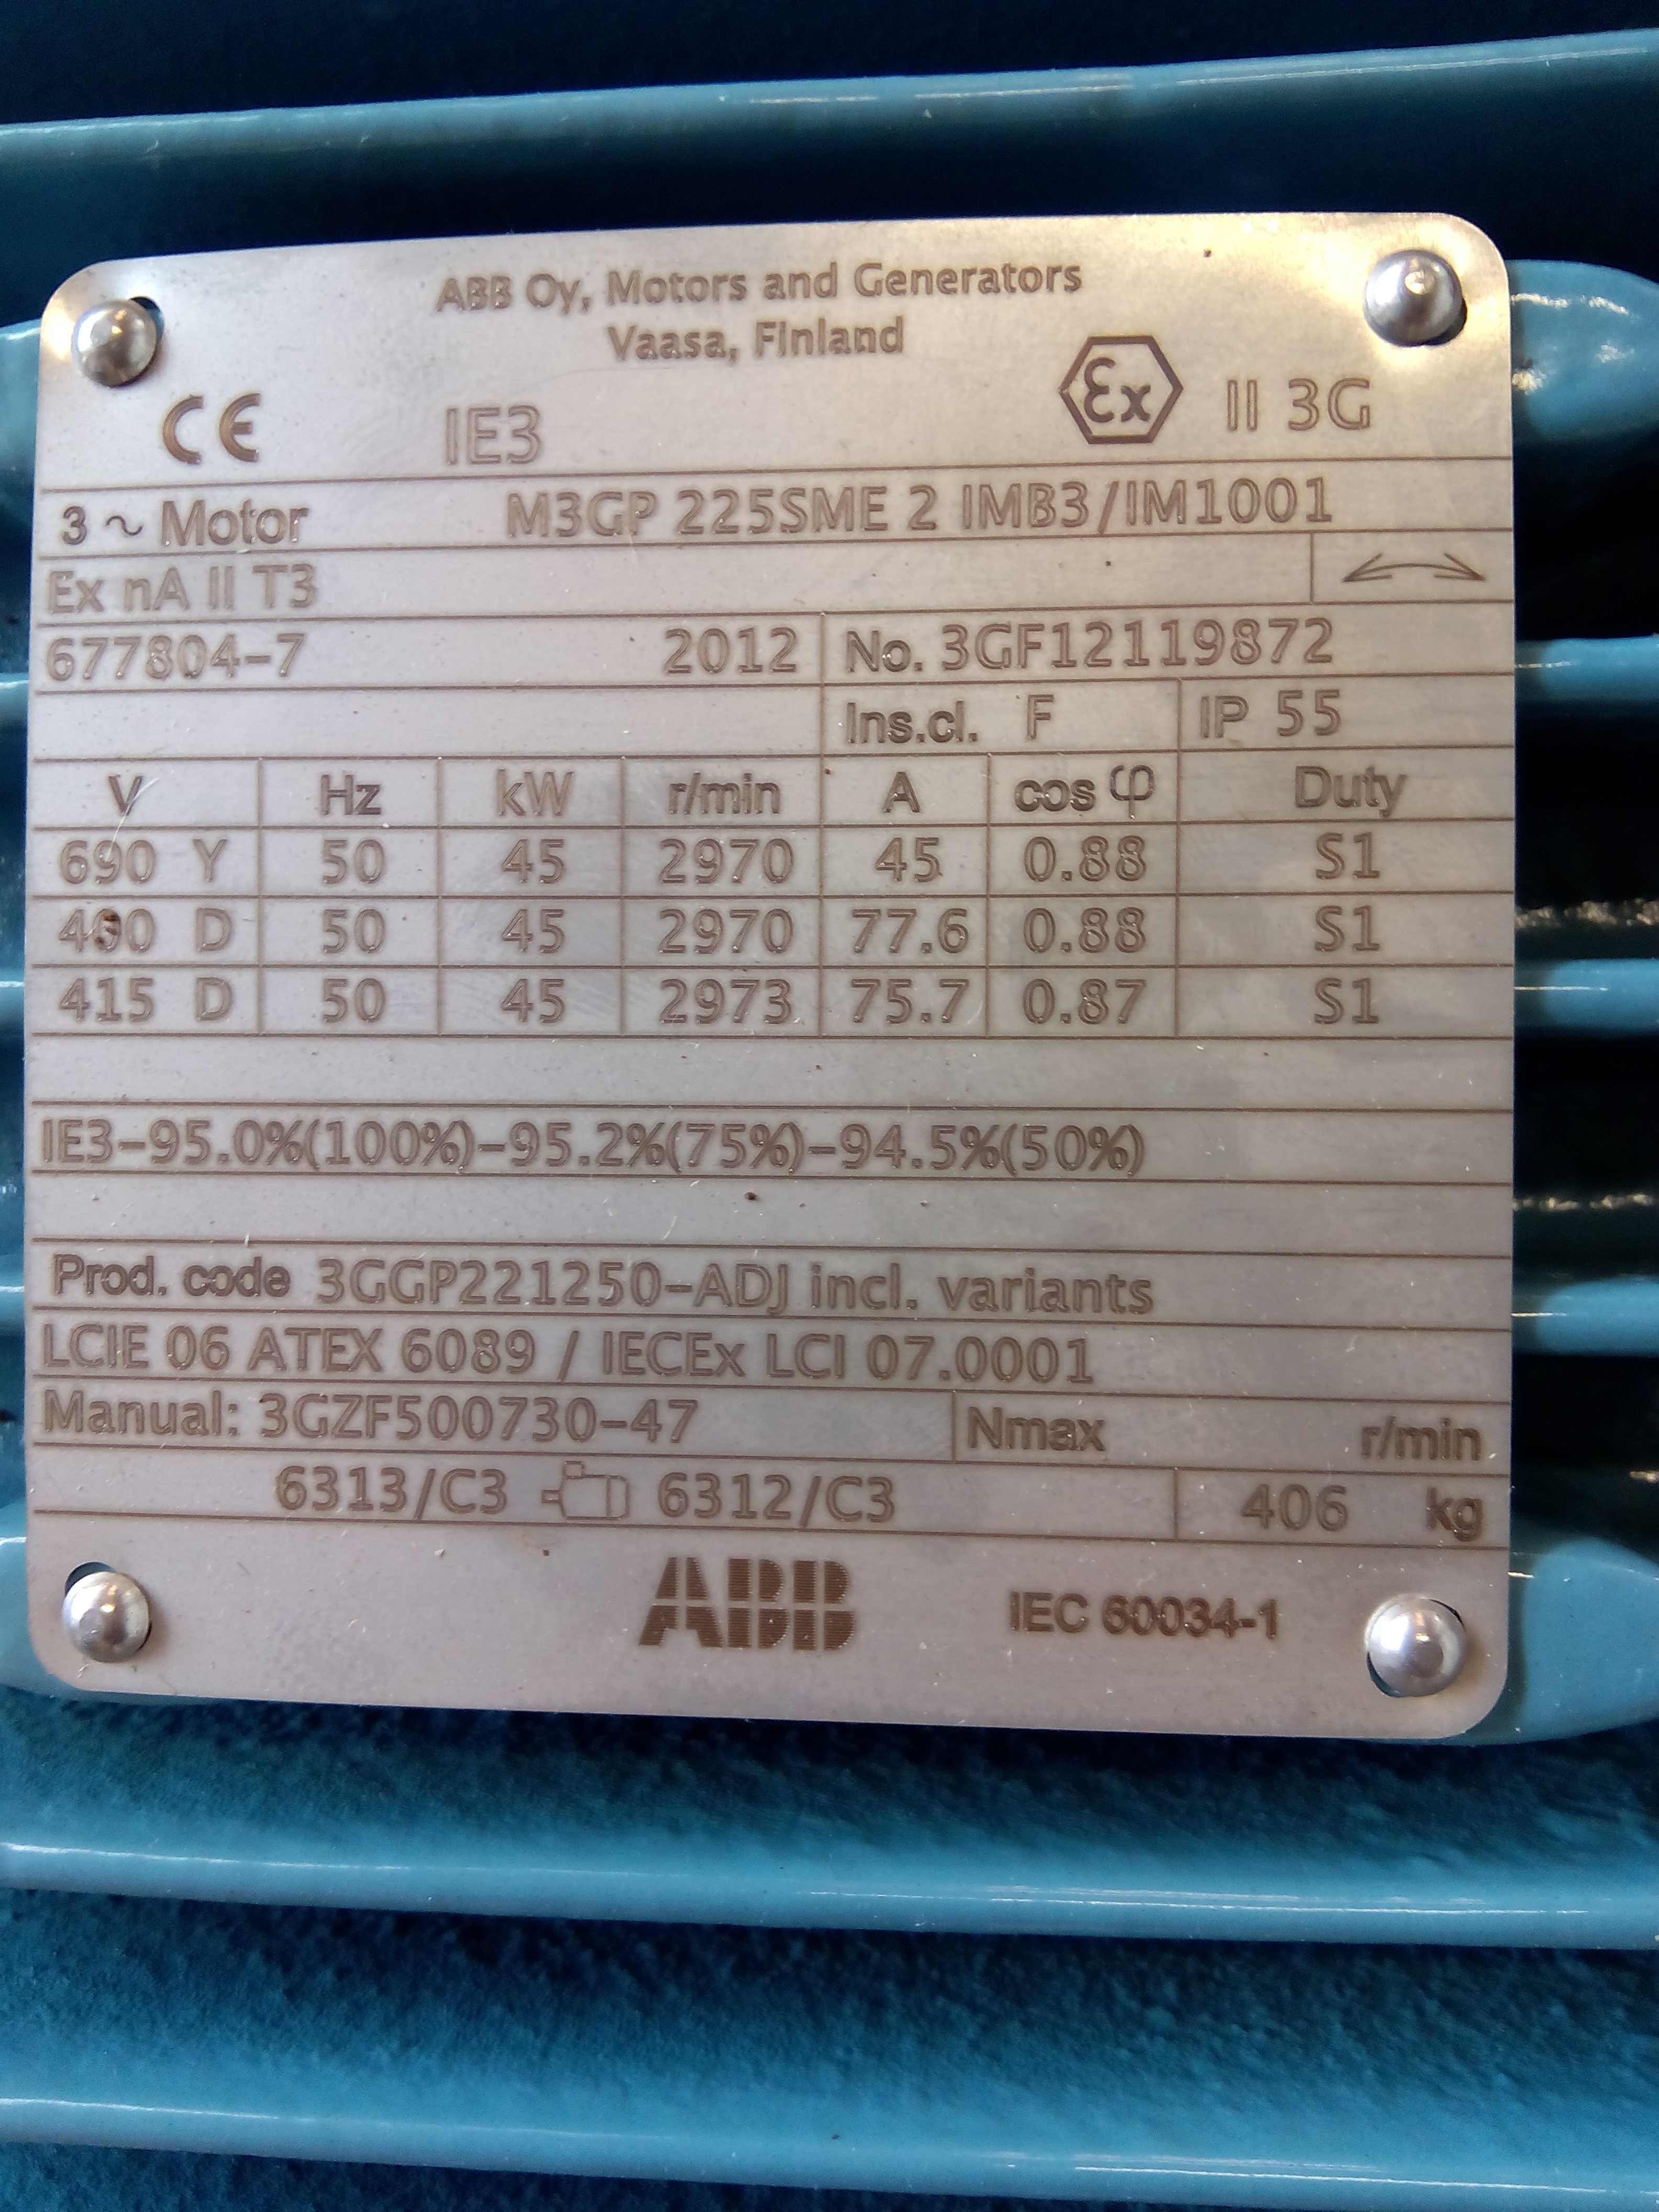 ABB Oy, Motors and Generators
Vaasa, Finland
CE IE3 Ex II 3G
3 ~ Motor M3GP 225SME 2 IMB3/IM1001
Ex nA II T3
677804-7 2012 No. 3GF12119872
Ins.cl. F IP 55
V Hz kW r/min A cos φ Duty
690 Y 50 45 2970 45 0.88 S1
400 D 50 45 2970 77.6 0.88 S1
415 D 50 45 2973 75.7 0.87 S1
IE3-95.0%(100%)-95.2%(75%)-94.5%(50%)
Prod. code 3GGP221250-ADJ incl. variants
LCIE 06 ATEX 6089 / IECEx LCI 07.0001
Manual: 3GZF500730-47 Nmax r/min
6313/C3 6312/C3 406 kg
ABB IEC 60034-1